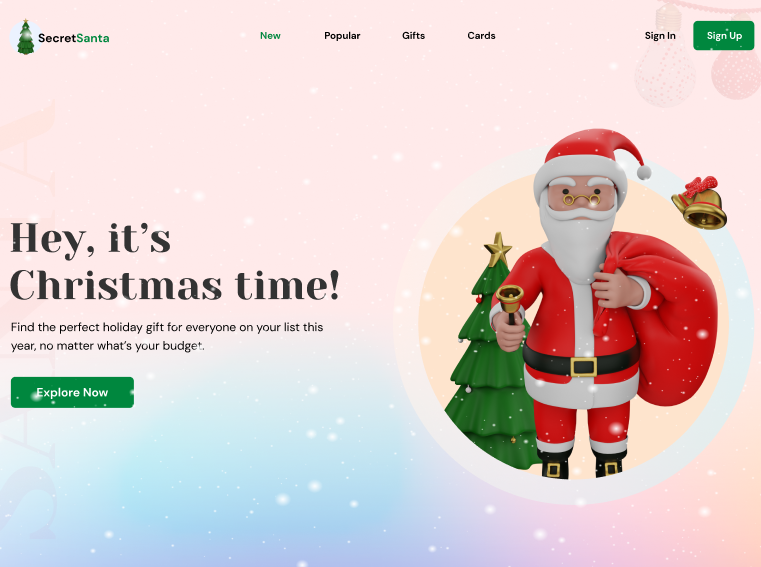 SecretSanta
New
Popular
Gifts
Cards
Sign In
Sign Up
Hey, it's
Christmas time!
Find the perfect holiday gift for everyone on your list this
year, no matter what's your budget.
Explore Now